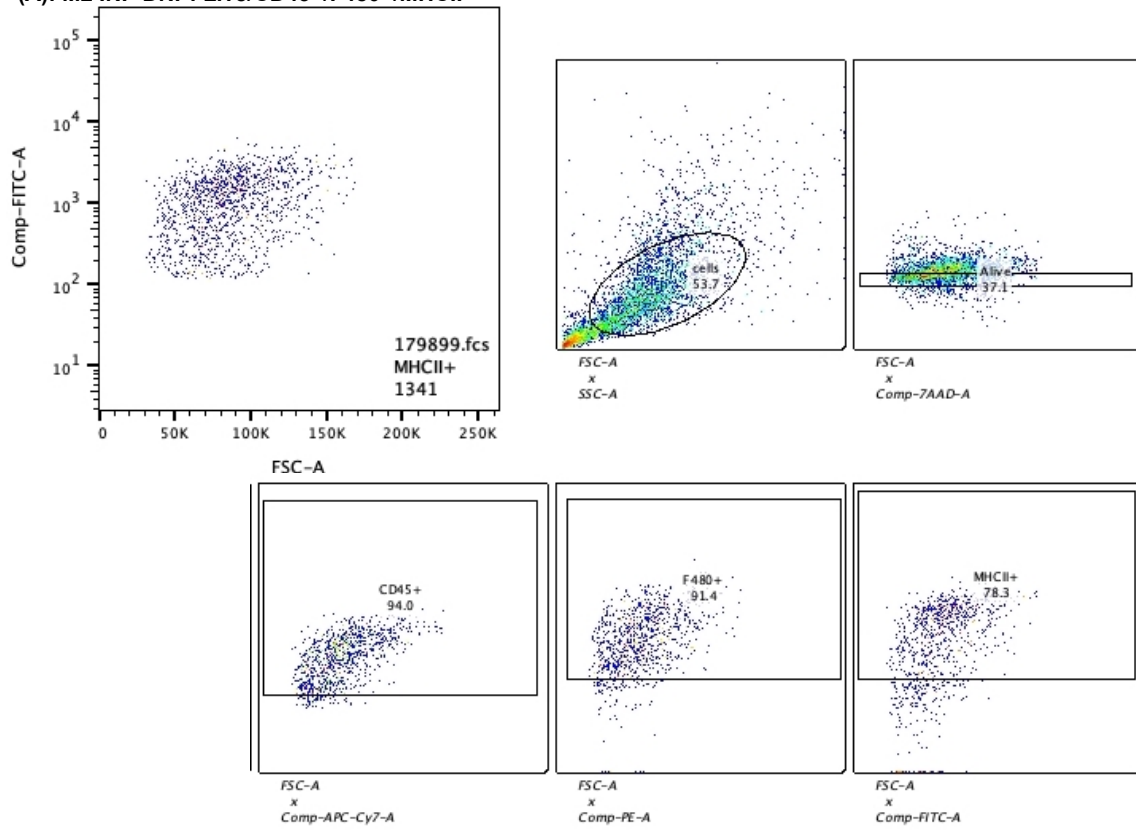 10^5
10^4
10^3
10^2
10^1
Comp-FITC-A
179899.fcs
MHCII+
1341
0 50K 100K 150K 200K 250K
FSC-A
cells
53.7
FSC-A
x
SSC-A
Alive
37.1
FSC-A
x
Comp-7AAD-A
CD45+
94.0
FSC-A
x
Comp-APC-Cy7-A
F480+
91.4
FSC-A
x
Comp-PE-A
MHCII+
78.3
FSC-A
x
Comp-FITC-A